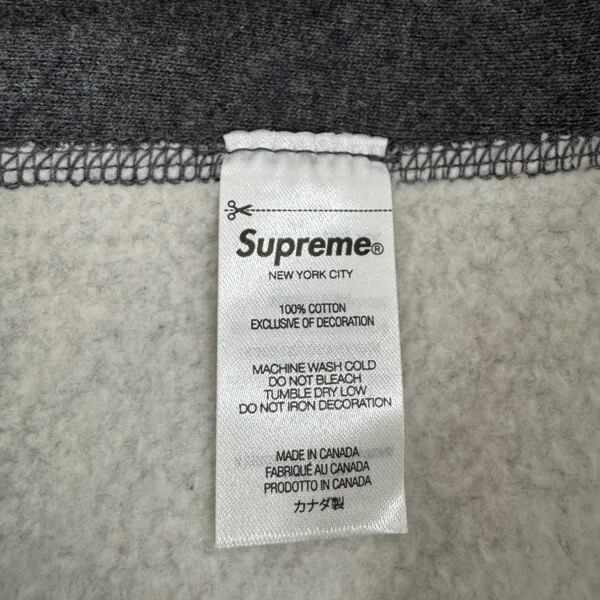 Supreme®
NEW YORK CITY
100% COTTON
EXCLUSIVE OF DECORATION
MACHINE WASH COLD
DO NOT BLEACH
TUMBLE DRY LOW
DO NOT IRON DECORATION
MADE IN CANADA
FABRIQUÉ AU CANADA
PRODOTTO IN CANADA
カナダ製